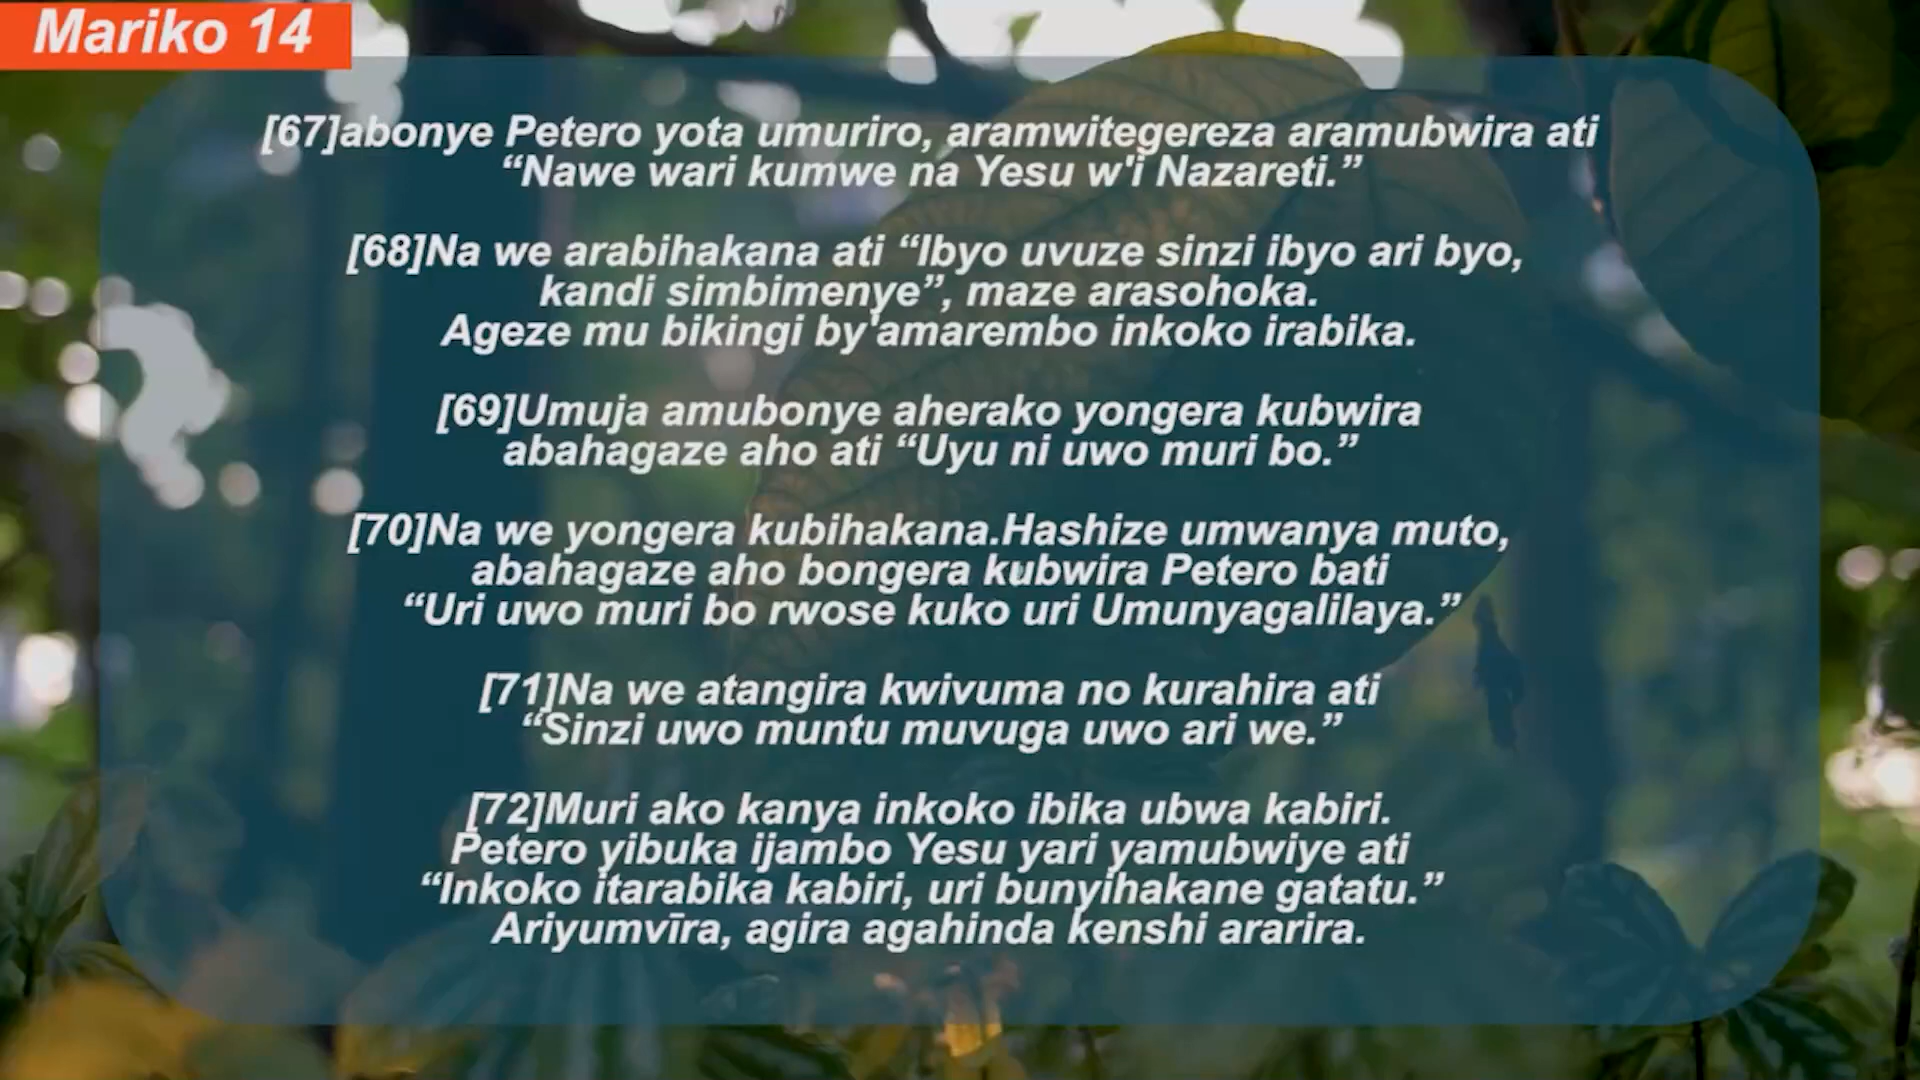 Mariko 14
[67]abonye Petero yota umuriro, aramwitegereza aramubwira ati
“Nawe wari kumwe na Yesu w'i Nazareti.”
[68]Na we arabihakana ati “Ibyo uvuze sinzi ibyo ari byo,
kandi simbimenye”, maze arasohoka.
Ageze mu bikingi by'amarembo inkoko irabika.
[69]Umuja amubonye aherako yongera kubwira
abahagaze aho ati “Uyu ni uwo muri bo.”
[70]Na we yongera kubihakana.Hashize umwanya muto,
abahagaze aho bongera kubwira Petero bati
“Uri uwo muri bo rwose kuko uri Umunyagalilaya.”
[71]Na we atangira kwivuma no kurahira ati
“Sinzi uwo muntu muvuga uwo ari we.”
[72]Muri ako kanya inkoko ibika ubwa kabiri.
Petero yibuka ijambo Yesu yari yamubwiye ati
“Inkoko itarabika kabiri, uri bunyihakane gatatu.”
Ariyumvīra, agira agahinda kenshi ararira.